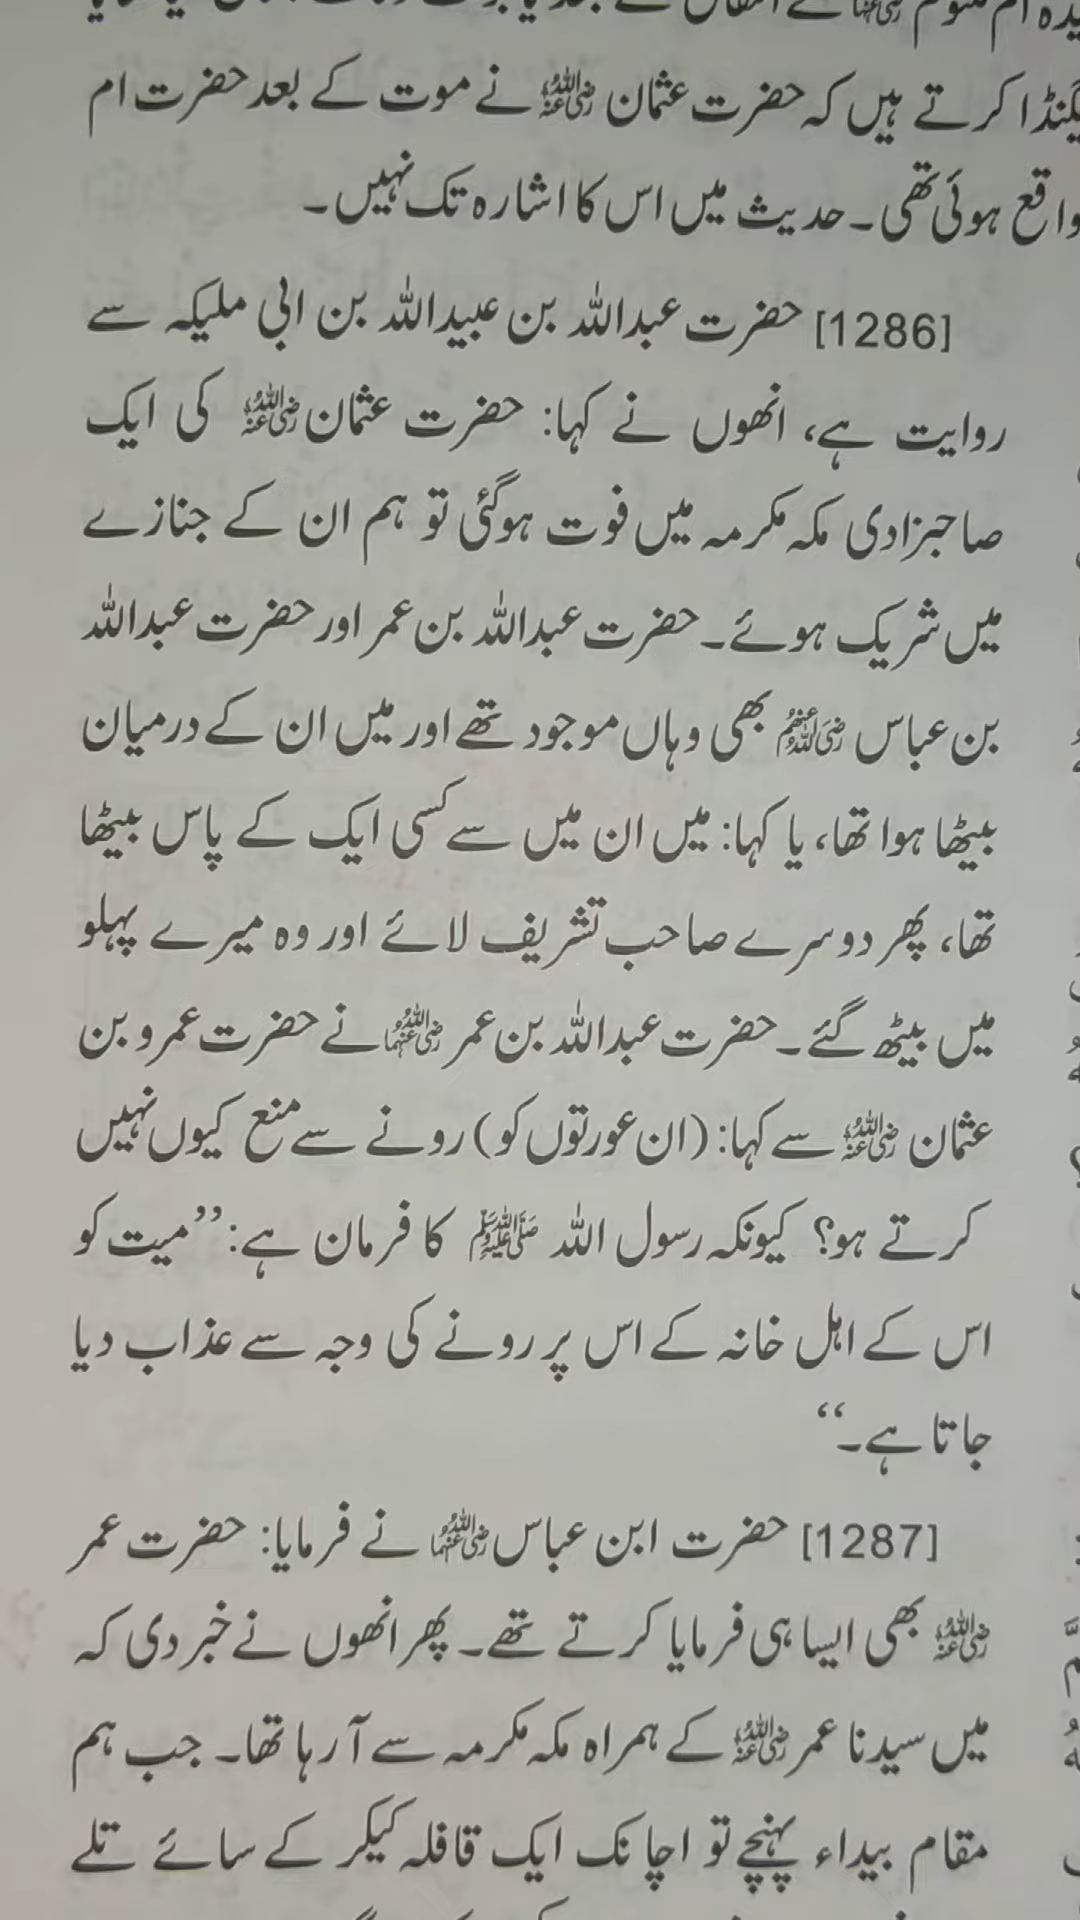 کرتے ہیں کہ حضرت عثمان رضی اللہ عنہ نے موت کے بعد حضرت ام
واقع ہوئی تھی۔ حدیث میں اس کا اشارہ تک نہیں۔
[1286] حضرت عبداللہ بن عبیداللہ بن ابی ملیکہ سے
روایت ہے، انھوں نے کہا: حضرت عثمان رضی اللہ عنہ کی ایک
صاحبزادی مکہ مکرمہ میں فوت ہوگئی تو ہم ان کے جنازے
میں شریک ہوئے۔ حضرت عبداللہ بن عمر اور حضرت عبداللہ
بن عباس رضی اللہ عنہم بھی وہاں موجود تھے اور میں ان کے درمیان
بیٹھا ہوا تھا، یا کہا: میں ان میں سے کسی ایک کے پاس بیٹھا
تھا، پھر دوسرے صاحب تشریف لائے اور وہ میرے پہلو
میں بیٹھ گئے۔ حضرت عبداللہ بن عمر رضی اللہ عنہما نے حضرت عمرو بن
عثمان رضی اللہ عنہ سے کہا: (ان عورتوں کو) رونے سے منع کیوں نہیں
کرتے ہو؟ کیونکہ رسول اللہ ﷺ کا فرمان ہے: ”میت کو
اس کے اہل خانہ کے اس پر رونے کی وجہ سے عذاب دیا
جاتا ہے۔“
[1287] حضرت ابن عباس رضی اللہ عنہما نے فرمایا: حضرت عمر
رضی اللہ عنہ بھی ایسا ہی فرمایا کرتے تھے۔ پھر انھوں نے خبر دی کہ
میں سیدنا عمر رضی اللہ عنہ کے ہمراہ مکہ مکرمہ سے آ رہا تھا۔ جب ہم
مقام بیداء پہنچے تو اچانک ایک قافلہ کیکر کے سائے تلے